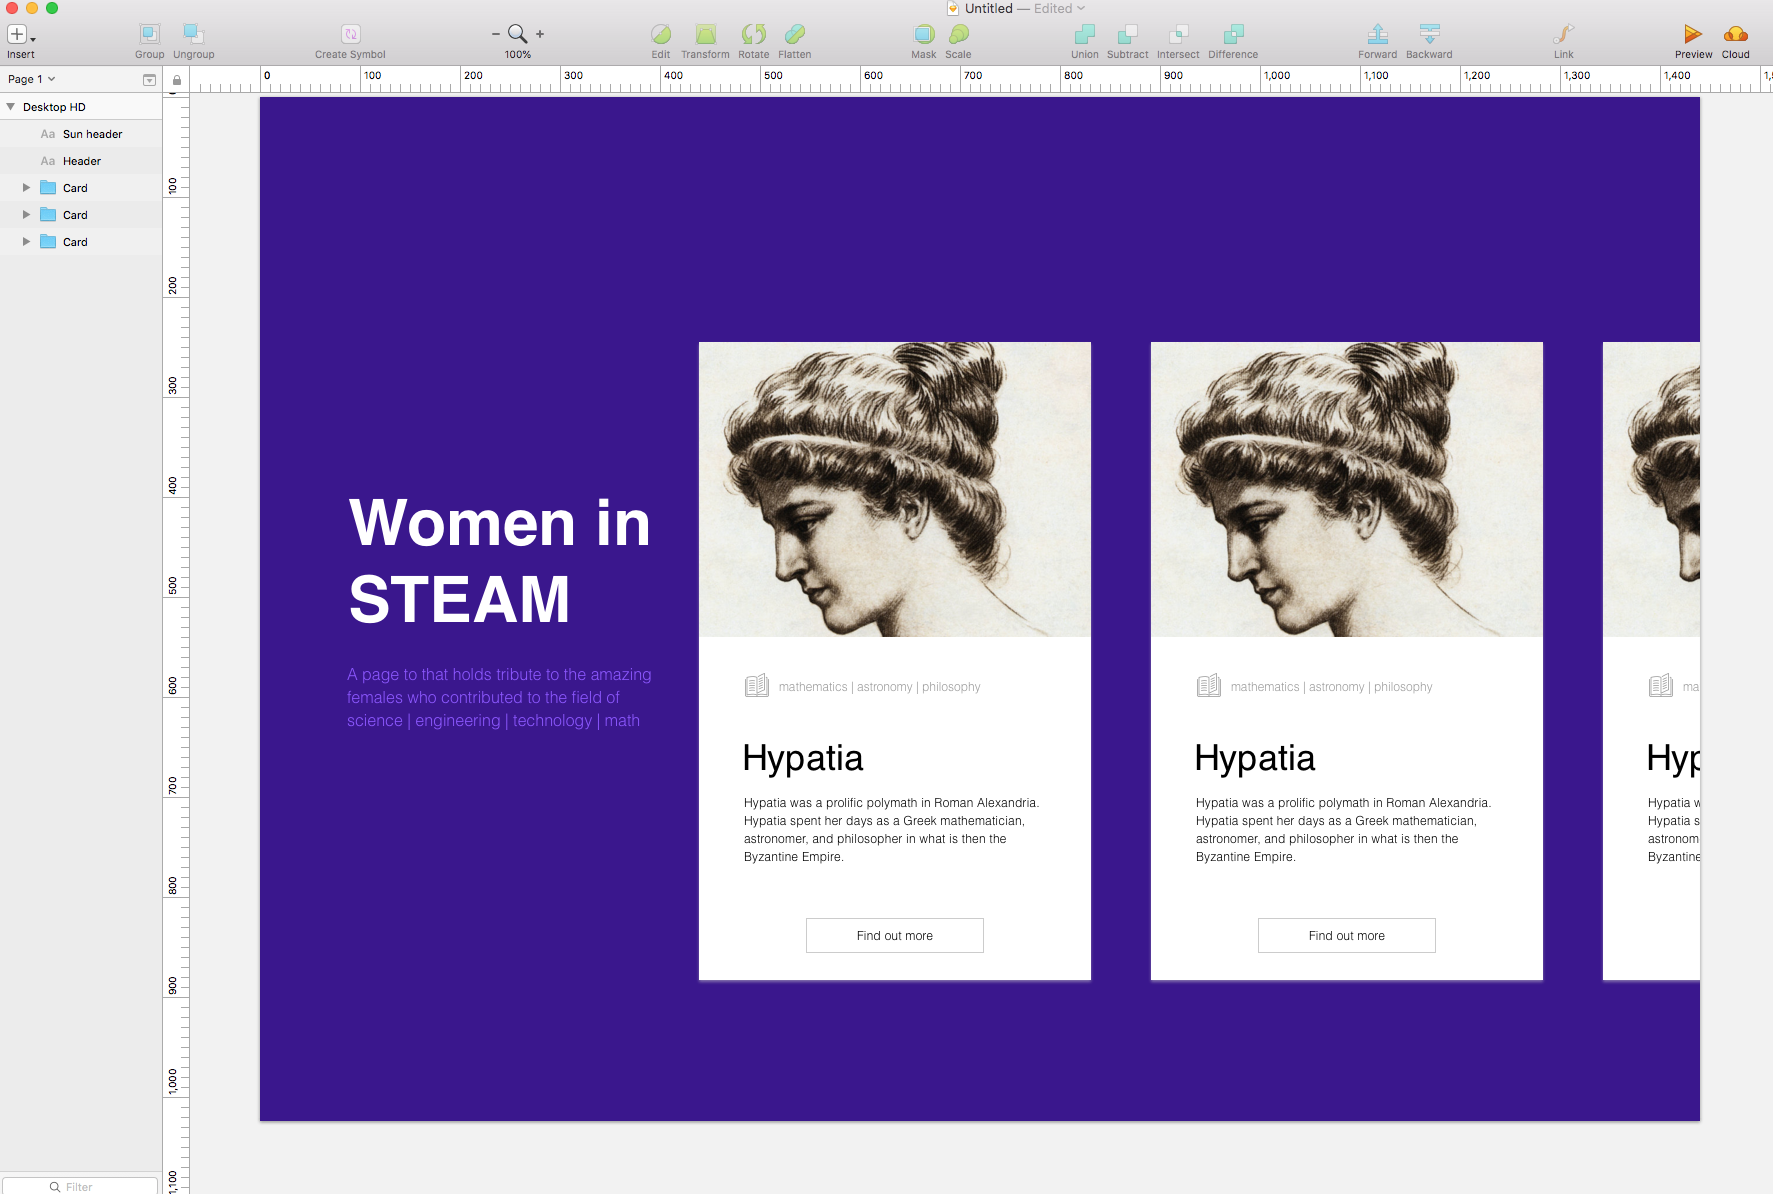 Untitled — Edited
Insert
Group
Ungroup
Create Symbol
100%
Edit
Transform
Rotate
Flatten
Mask
Scale
Union
Subtract
Intersect
Difference
Forward
Backward
Link
Preview
Cloud
Page 1
0 100 200 300 400 500 600 700 800 900 1,000 1,100 1,200 1,300 1,400
Desktop HD
Aa Sun header
Aa Header
Card
Card
Card
100
200
300
400
500
600
700
800
900
1,000
1,100
Filter
Women in
STEAM
A page to that holds tribute to the amazing
females who contributed to the field of
science | engineering | technology | math
mathematics | astronomy | philosophy
Hypatia
Hypatia was a prolific polymath in Roman Alexandria.
Hypatia spent her days as a Greek mathematician,
astronomer, and philosopher in what is then the
Byzantine Empire.
Find out more
mathematics | astronomy | philosophy
Hypatia
Hypatia was a prolific polymath in Roman Alexandria.
Hypatia spent her days as a Greek mathematician,
astronomer, and philosopher in what is then the
Byzantine Empire.
Find out more
ma
Hyp
Hypatia w
Hypatia s
astronom
Byzantine